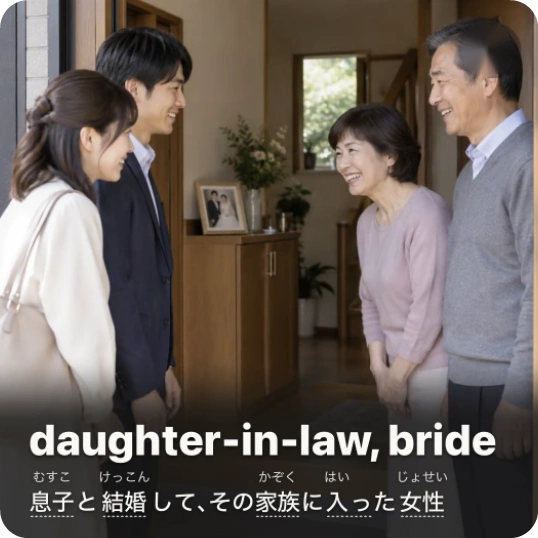 daughter-in-law, bride
むすこ けっこん かぞく はい じょせい
息子と結婚して、その家族に入った女性